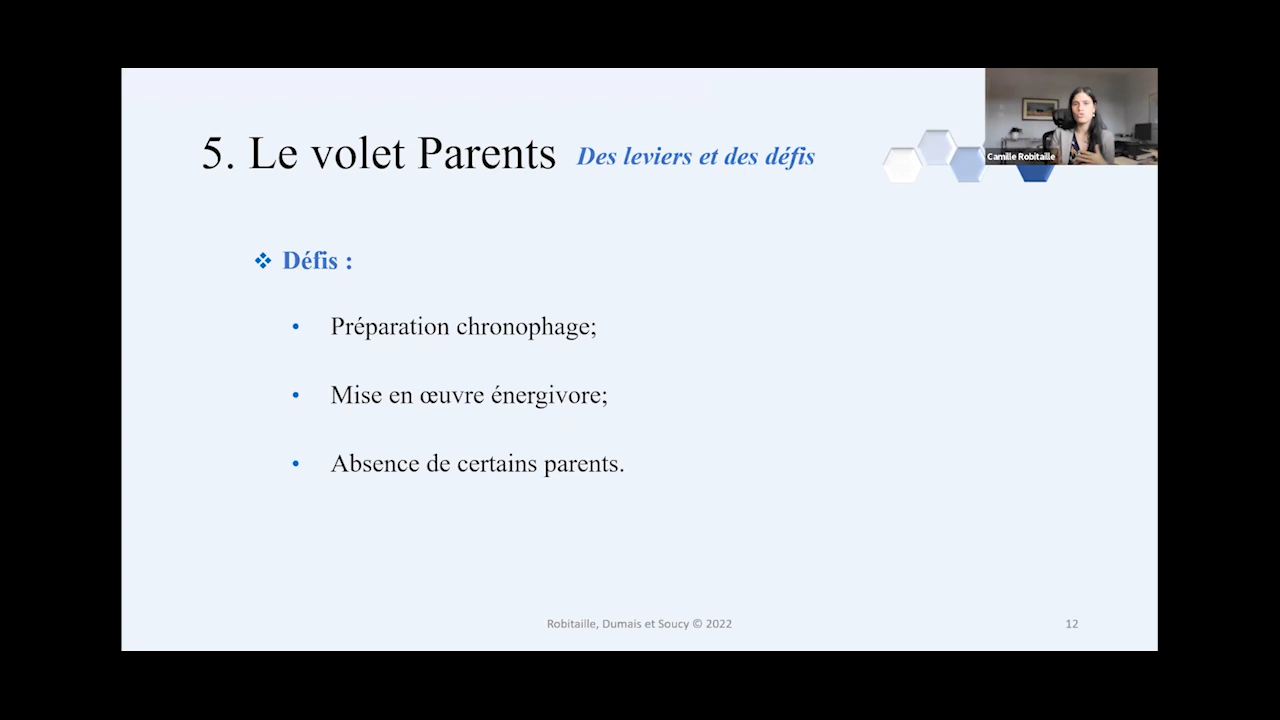 5. Le volet Parents Des leviers et des défis
Camille Robitaille
❖ Défis :
• Préparation chronophage;
• Mise en œuvre énergivore;
• Absence de certains parents.
Robitaille, Dumais et Soucy © 2022
12